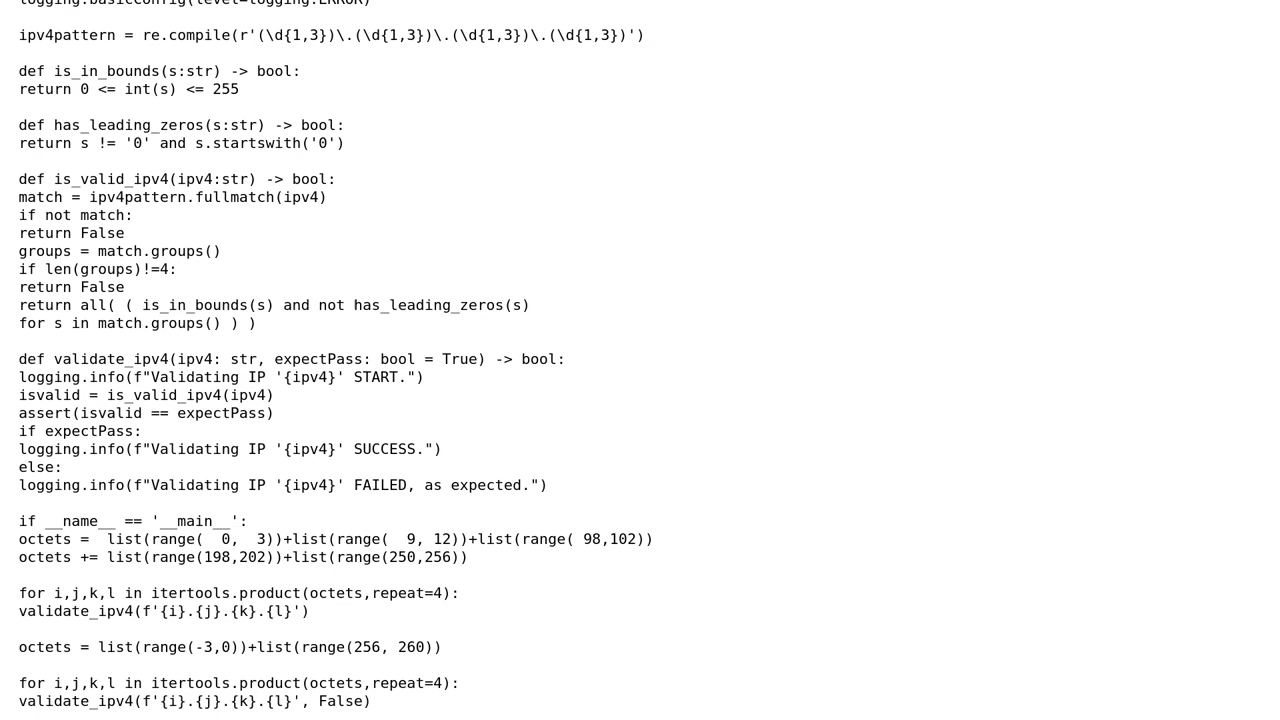 logging.basicConfig(level=logging.ERROR)
ipv4pattern = re.compile(r'(\d{1,3})\.(\d{1,3})\.(\d{1,3})\.(\d{1,3})')
def is_in_bounds(s:str) -> bool:
return 0 <= int(s) <= 255
def has_leading_zeros(s:str) -> bool:
return s != '0' and s.startswith('0')
def is_valid_ipv4(ipv4:str) -> bool:
match = ipv4pattern.fullmatch(ipv4)
if not match:
return False
groups = match.groups()
if len(groups)!=4:
return False
return all( ( is_in_bounds(s) and not has_leading_zeros(s)
for s in match.groups() ) )
def validate_ipv4(ipv4: str, expectPass: bool = True) -> bool:
logging.info(f"Validating IP '{ipv4}' START.")
isvalid = is_valid_ipv4(ipv4)
assert(isvalid == expectPass)
if expectPass:
logging.info(f"Validating IP '{ipv4}' SUCCESS.")
else:
logging.info(f"Validating IP '{ipv4}' FAILED, as expected.")
if __name__ == '__main__':
octets =  list(range(  0,  3))+list(range(  9, 12))+list(range( 98,102))
octets += list(range(198,202))+list(range(250,256))
for i,j,k,l in itertools.product(octets,repeat=4):
validate_ipv4(f'{i}.{j}.{k}.{l}')
octets = list(range(-3,0))+list(range(256, 260))
for i,j,k,l in itertools.product(octets,repeat=4):
validate_ipv4(f'{i}.{j}.{k}.{l}', False)